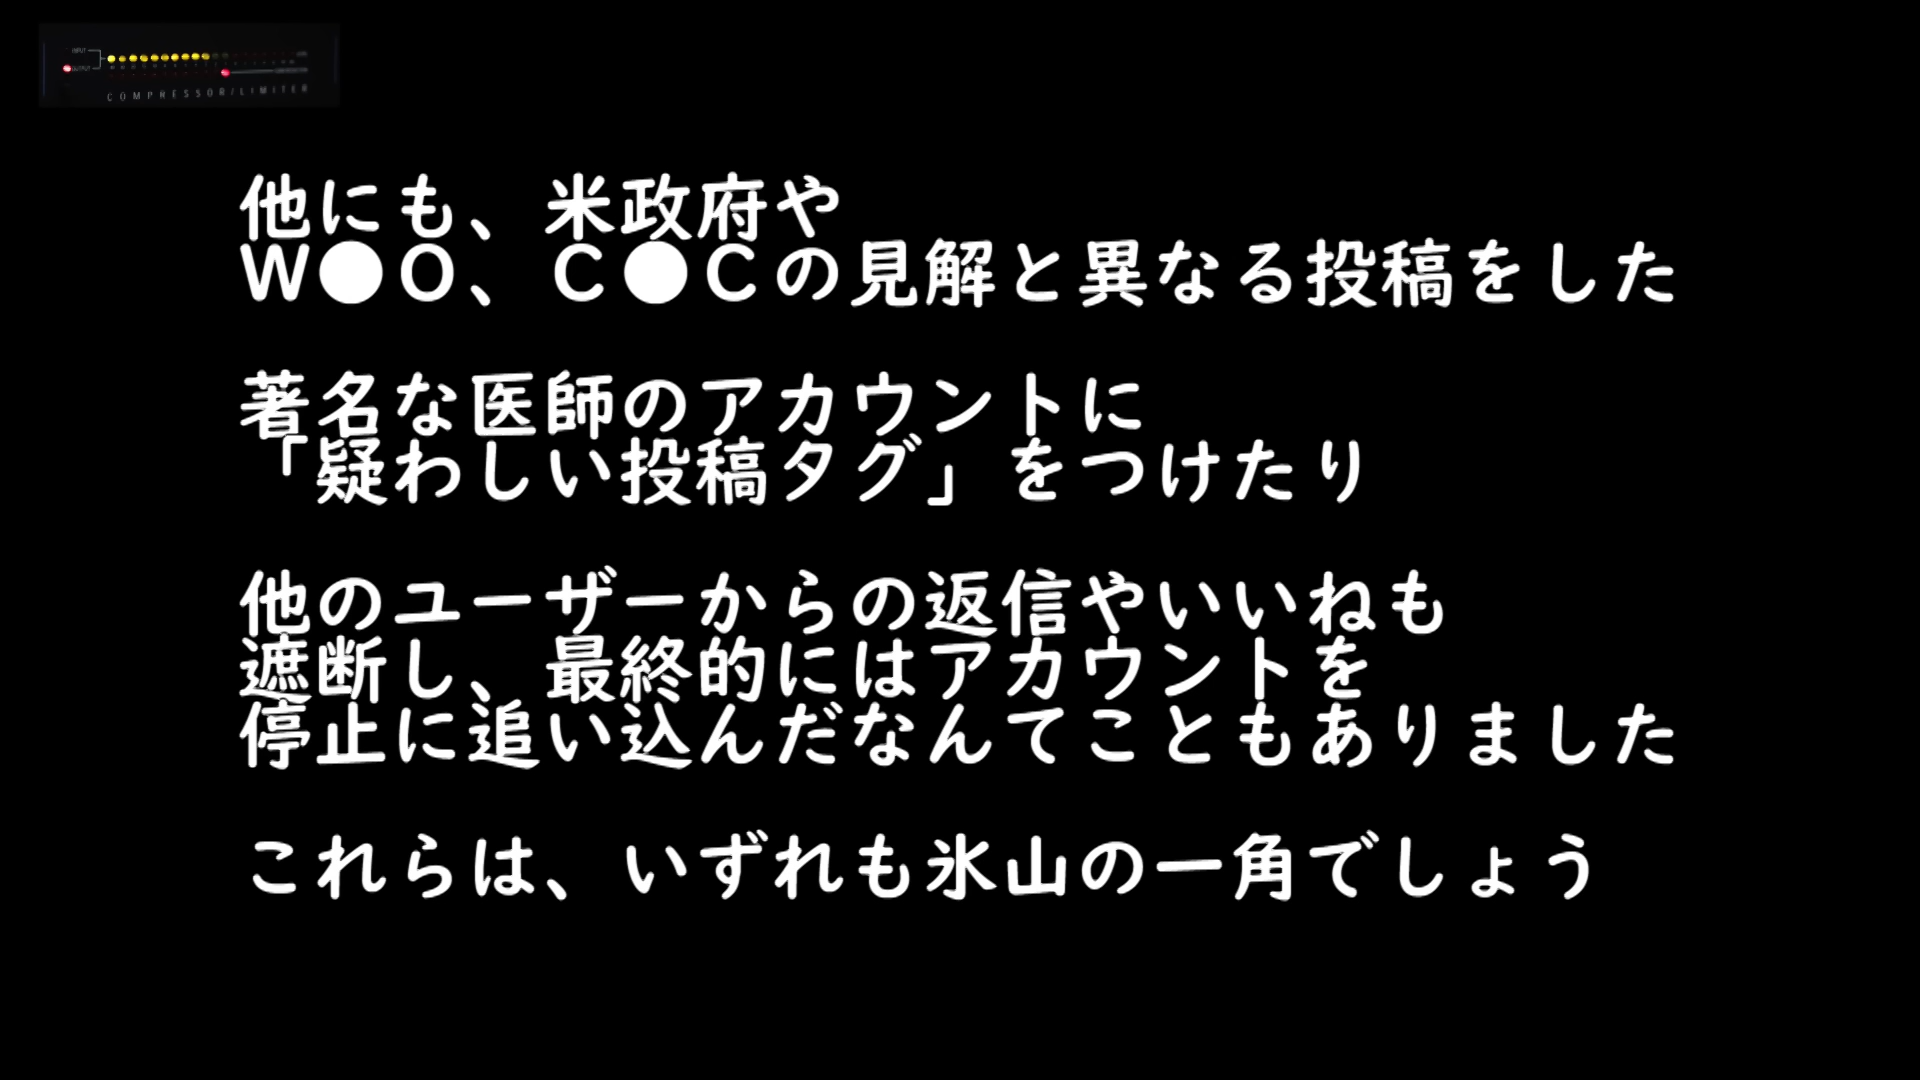 INPUT
OUTPUT
COMPRESSOR/LIMITER
他にも、米政府や
W●O、C●Cの見解と異なる投稿をした
著名な医師のアカウントに
「疑わしい投稿タグ」をつけたり
他のユーザーからの返信やいいねも
遮断し、最終的にはアカウントを
停止に追い込んだなんてこともありました
これらは、いずれも氷山の一角でしょう